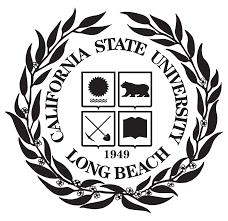 CALIFORNIA STATE UNIVERSITY
1949
LONG BEACH